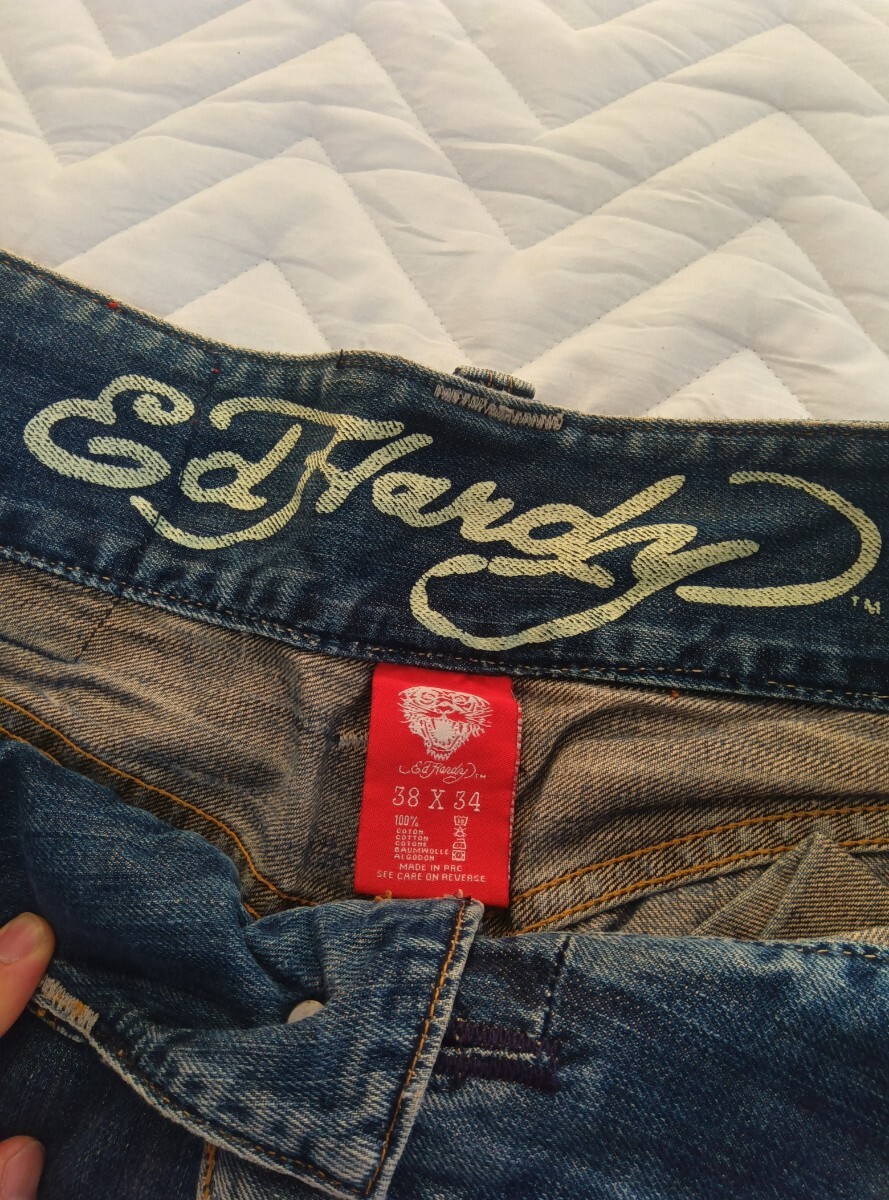 Ed Hardy ™
Ed Hardy ™
38 X 34
100%
COTON
COTTON
COTONE
BAUMWOLLE
ALGODON
MADE IN PRC
SEE CARE ON REVERSE